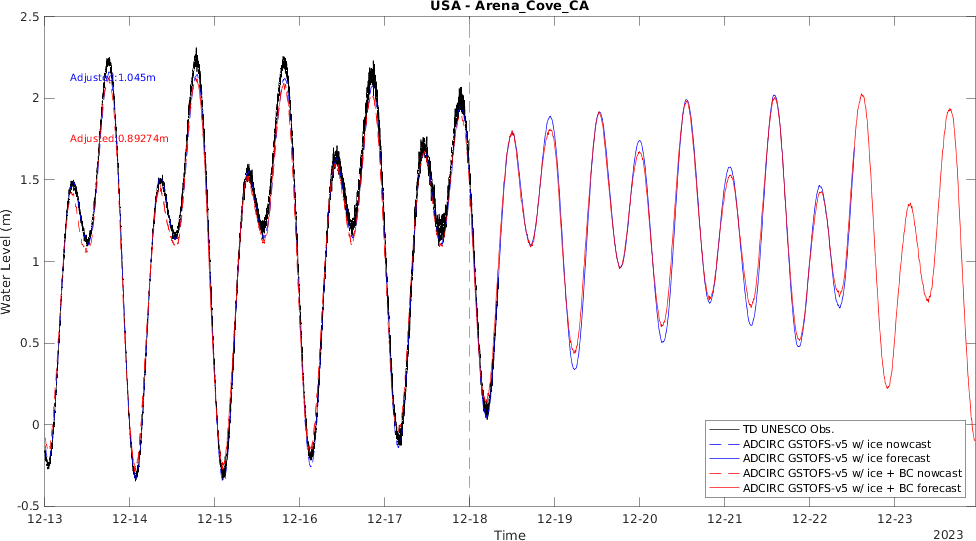 USA - Arena_Cove_CA
2.5
2
1.5
1
0.5
0
-0.5
Water Level (m)
Adjusted:1.045m
Adjusted:0.89274m
TD UNESCO Obs.
ADCIRC GSTOFS-v5 w/ ice nowcast
ADCIRC GSTOFS-v5 w/ ice forecast
ADCIRC GSTOFS-v5 w/ ice + BC nowcast
ADCIRC GSTOFS-v5 w/ ice + BC forecast
12-13 12-14 12-15 12-16 12-17 12-18 12-19 12-20 12-21 12-22 12-23
Time
2023